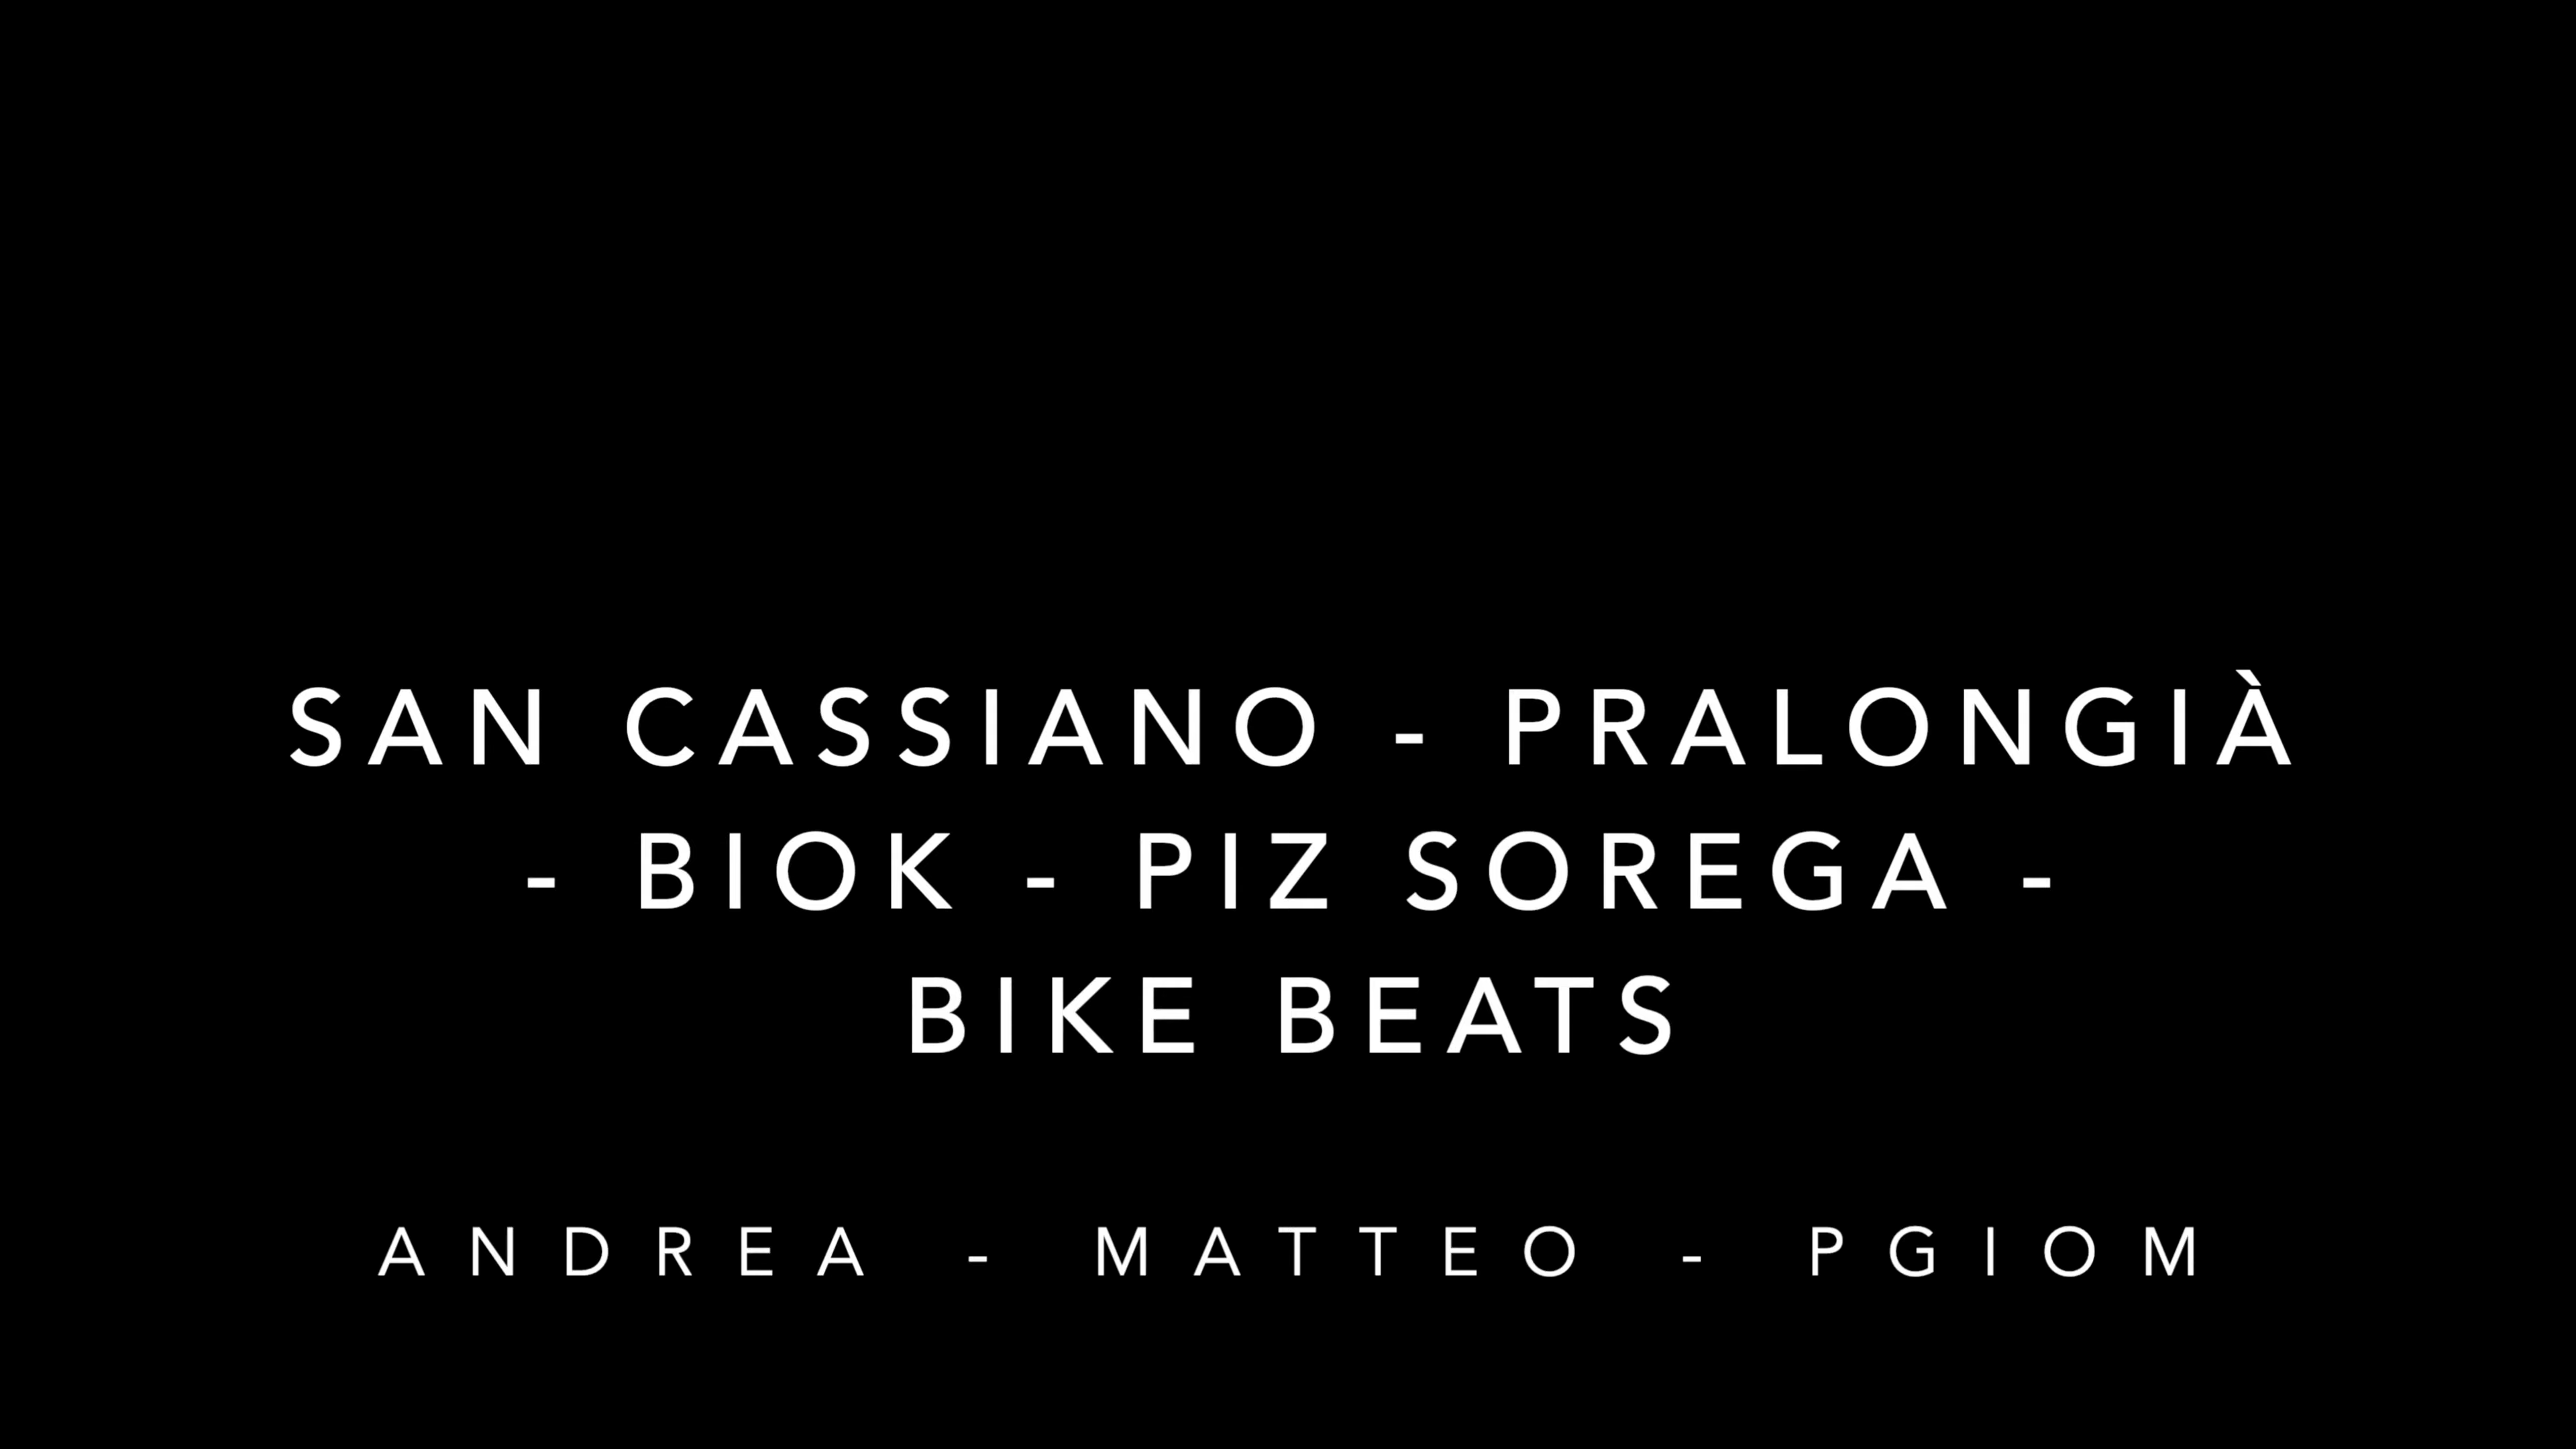 SAN CASSIANO - PRALONGIÀ
- BIOK - PIZ SOREGA -
BIKE BEATS
ANDREA - MATTEO - PGIOM